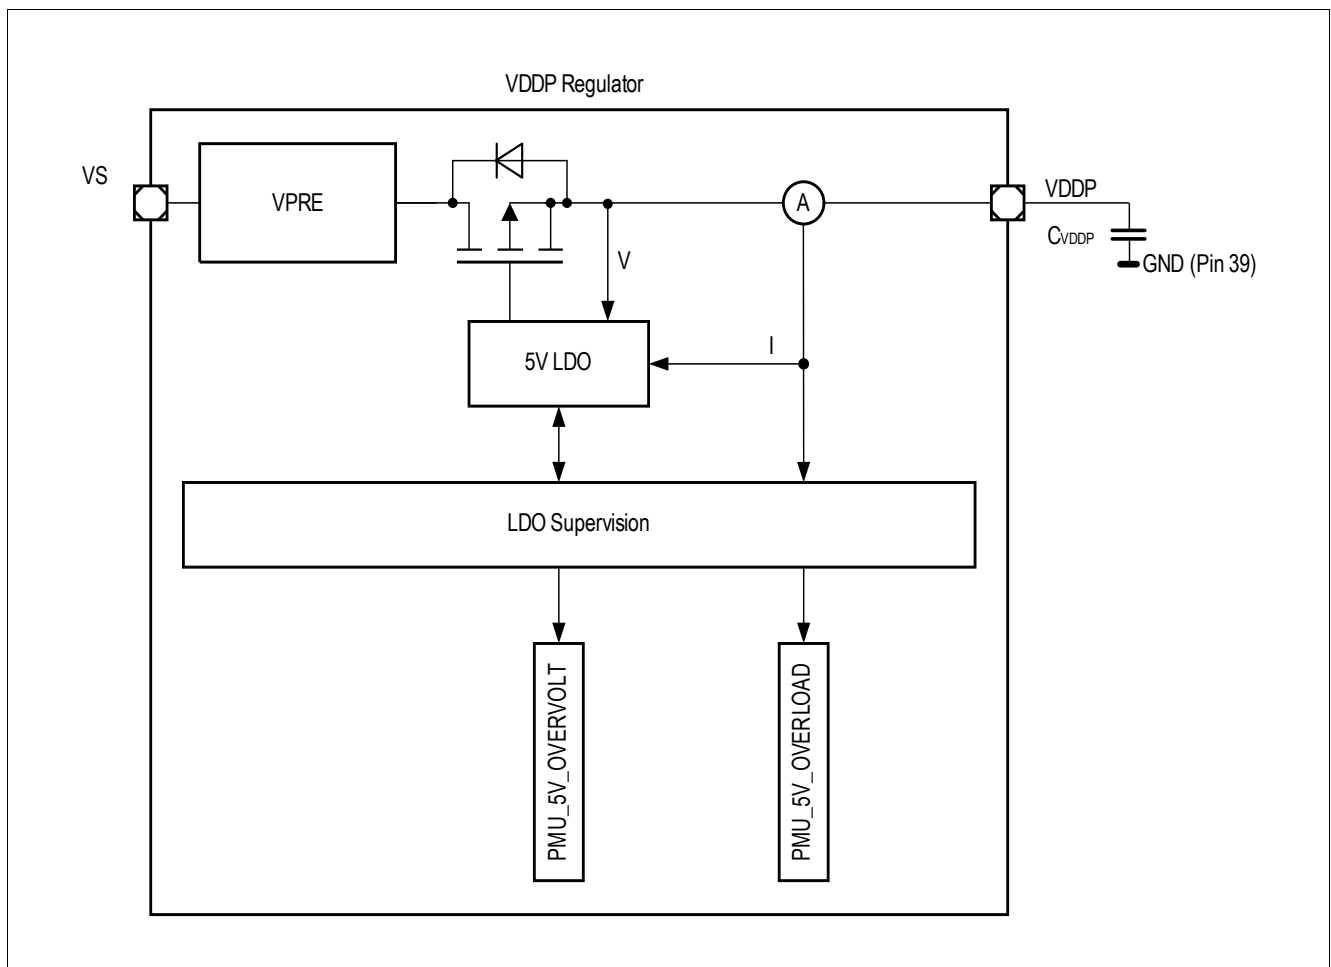 VDDP Regulator
VS
VPRE
A
VDDP
CVDDP
GND (Pin 39)
V
5V LDO
I
LDO Supervision
PMU_5V_OVERVOLT
PMU_5V_OVERLOAD